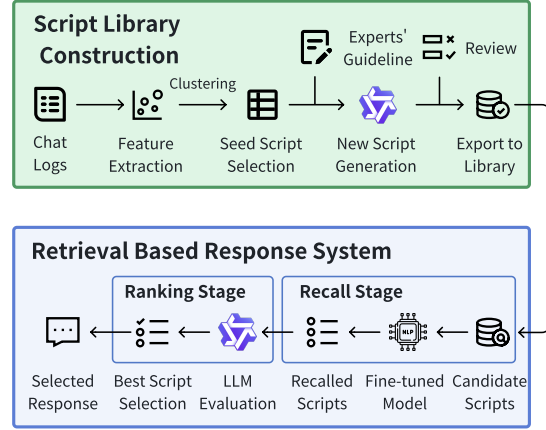 Script Library
Construction
Experts'
Guideline
Review
Clustering
Chat
Logs
Feature
Extraction
Seed Script
Selection
New Script
Generation
Export to
Library
Retrieval Based Response System
Ranking Stage
Recall Stage
NLP
Selected
Response
Best Script
Selection
LLM
Evaluation
Recalled
Scripts
Fine-tuned
Model
Candidate
Scripts